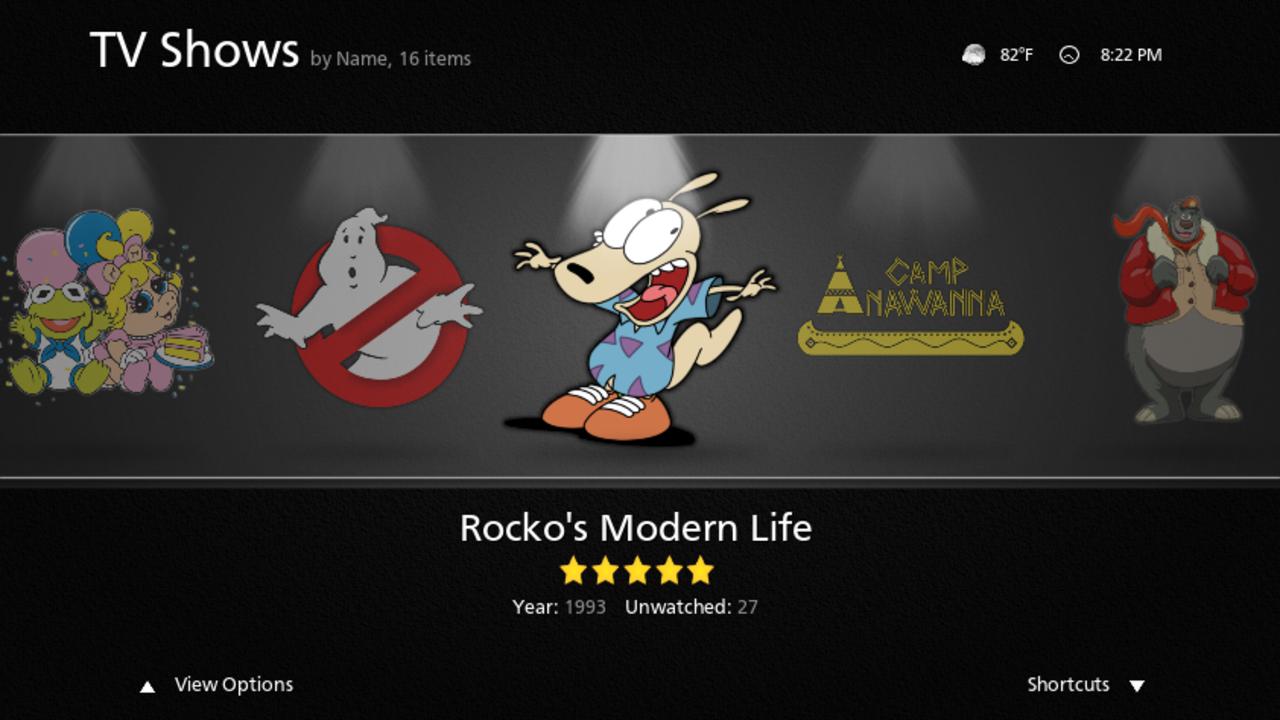 TV Shows by Name, 16 items
82°F 8:22 PM
CAMP
ANAWANNA
Rocko's Modern Life
Year: 1993 Unwatched: 27
View Options
Shortcuts